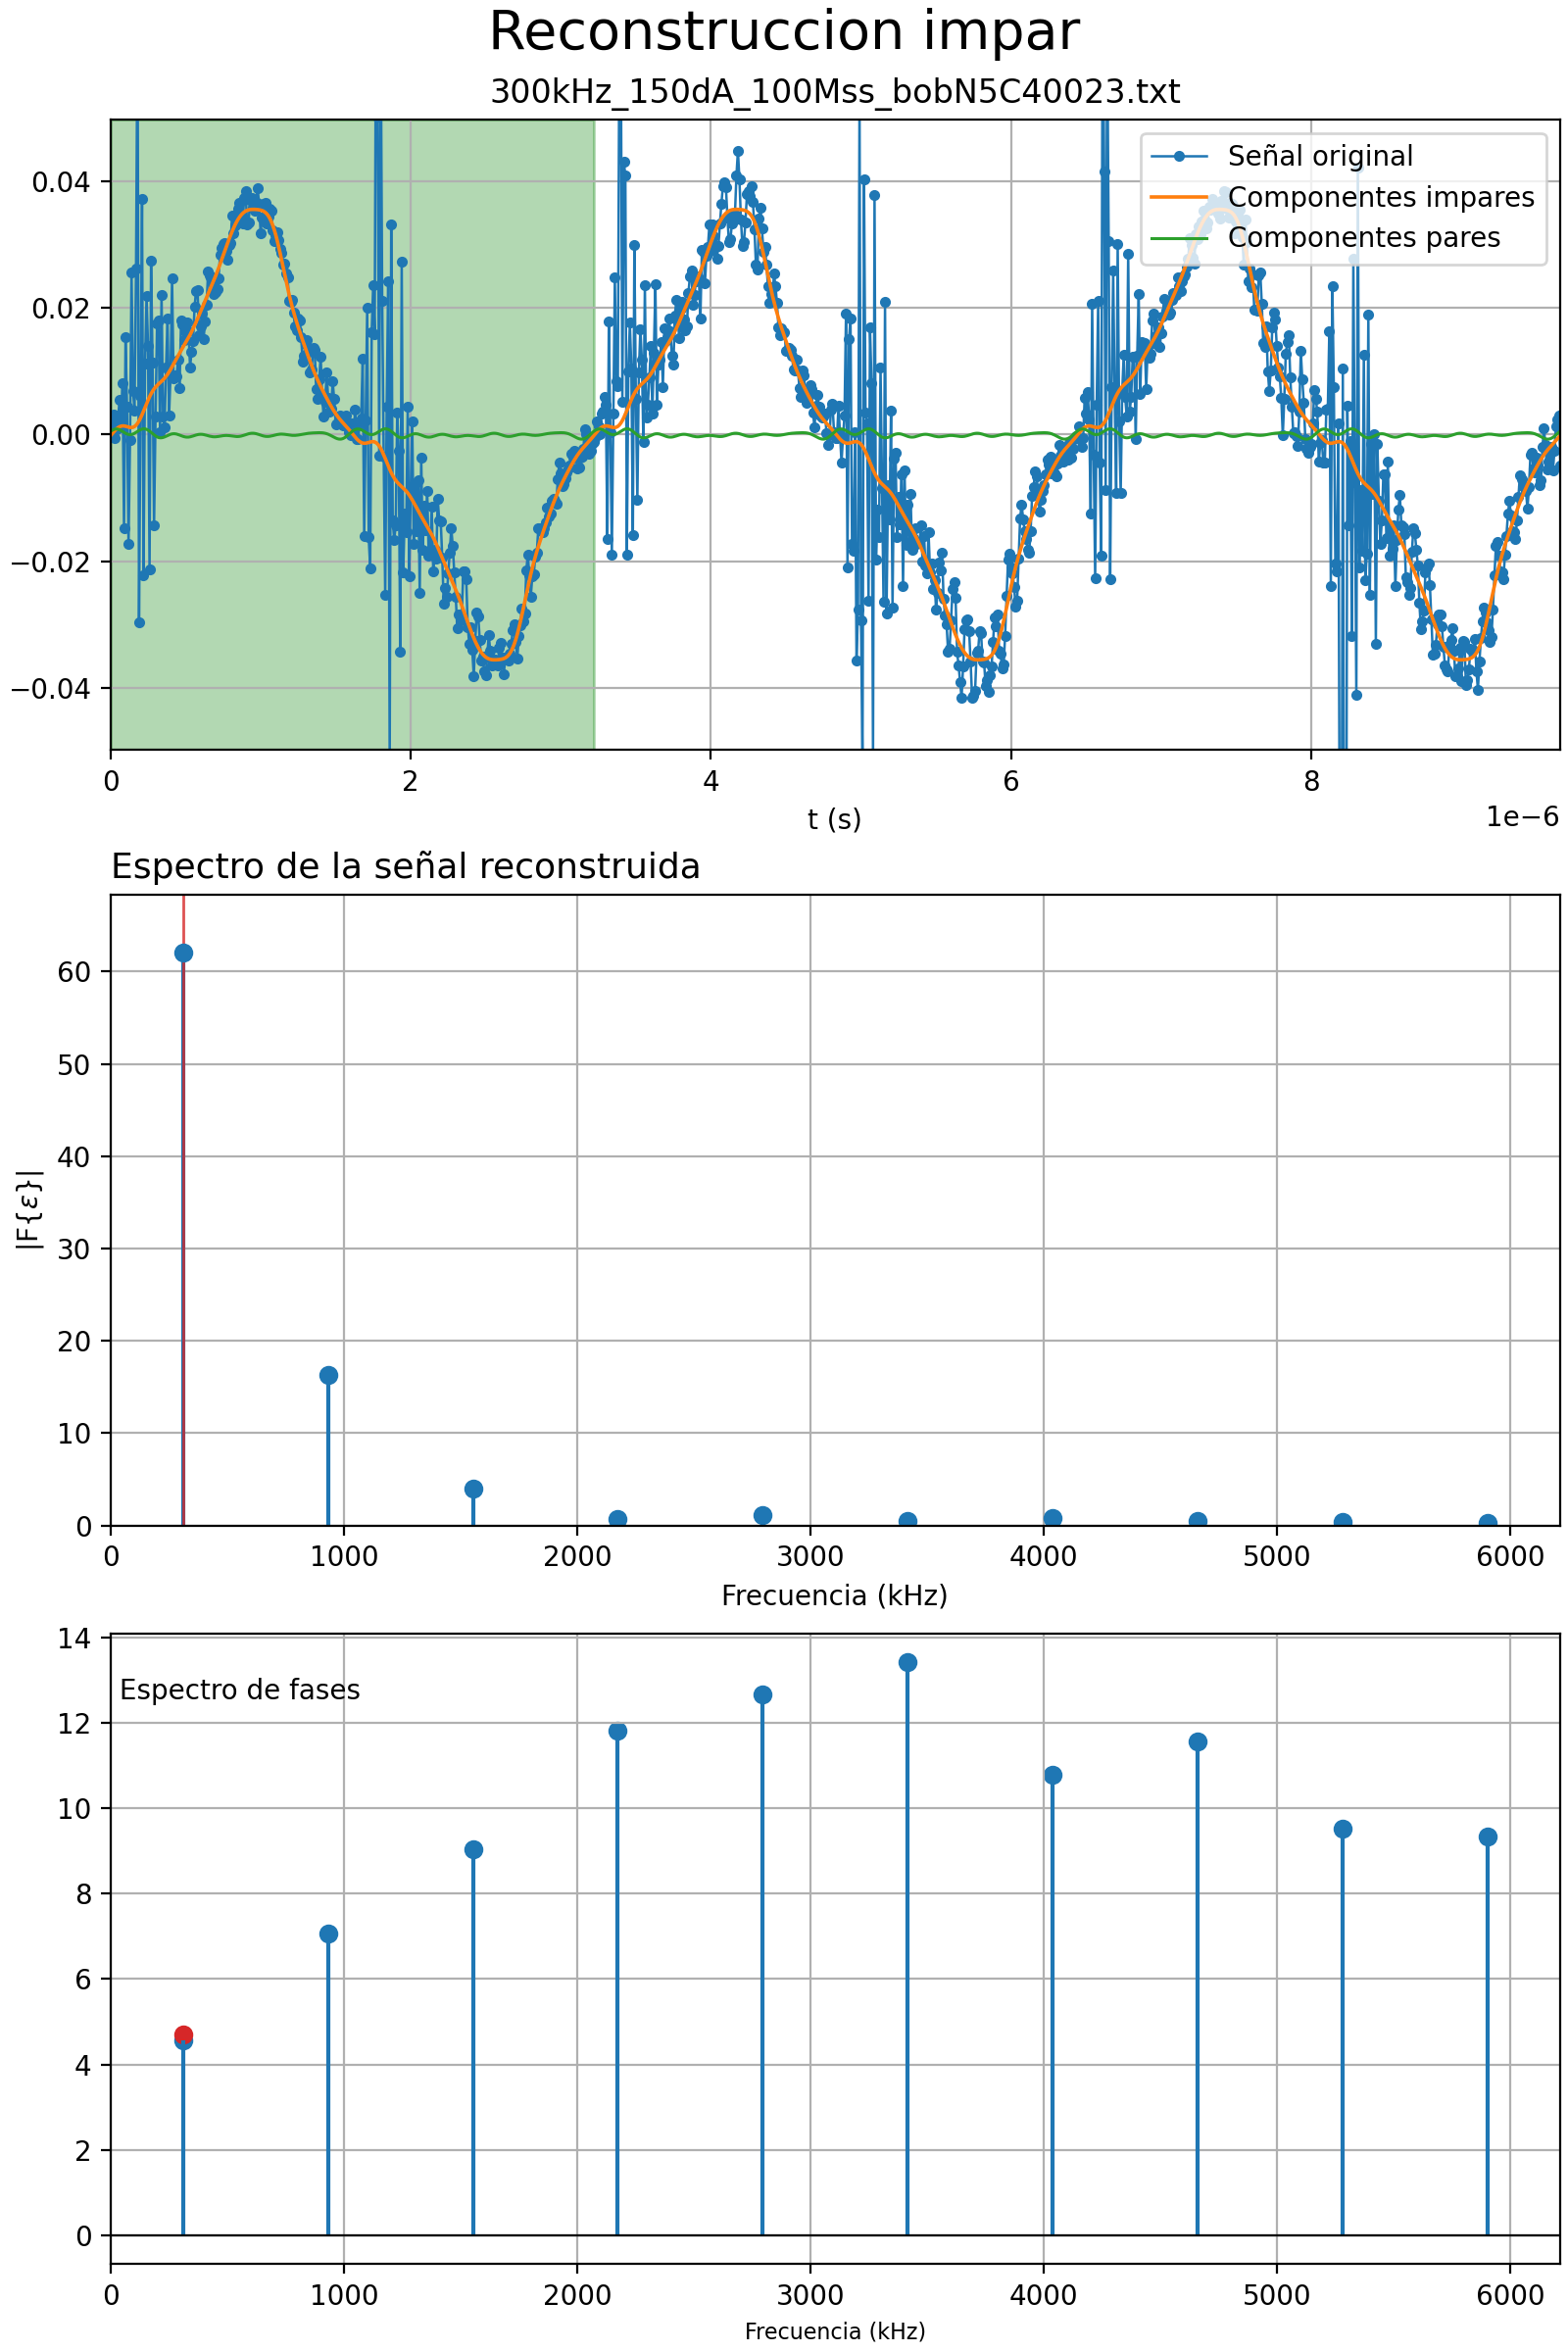 Reconstruccion impar
300kHz_150dA_100Mss_bobN5C40023.txt
Señal original
Componentes impares
Componentes pares
0.04
0.02
0.00
−0.02
−0.04
0 2 4 6 8
1e−6
t (s)
Espectro de la señal reconstruida
60
50
40
30
20
10
0
|F{ε}|
0 1000 2000 3000 4000 5000 6000
Frecuencia (kHz)
14
Espectro de fases
12
10
8
6
4
2
0
0 1000 2000 3000 4000 5000 6000
Frecuencia (kHz)